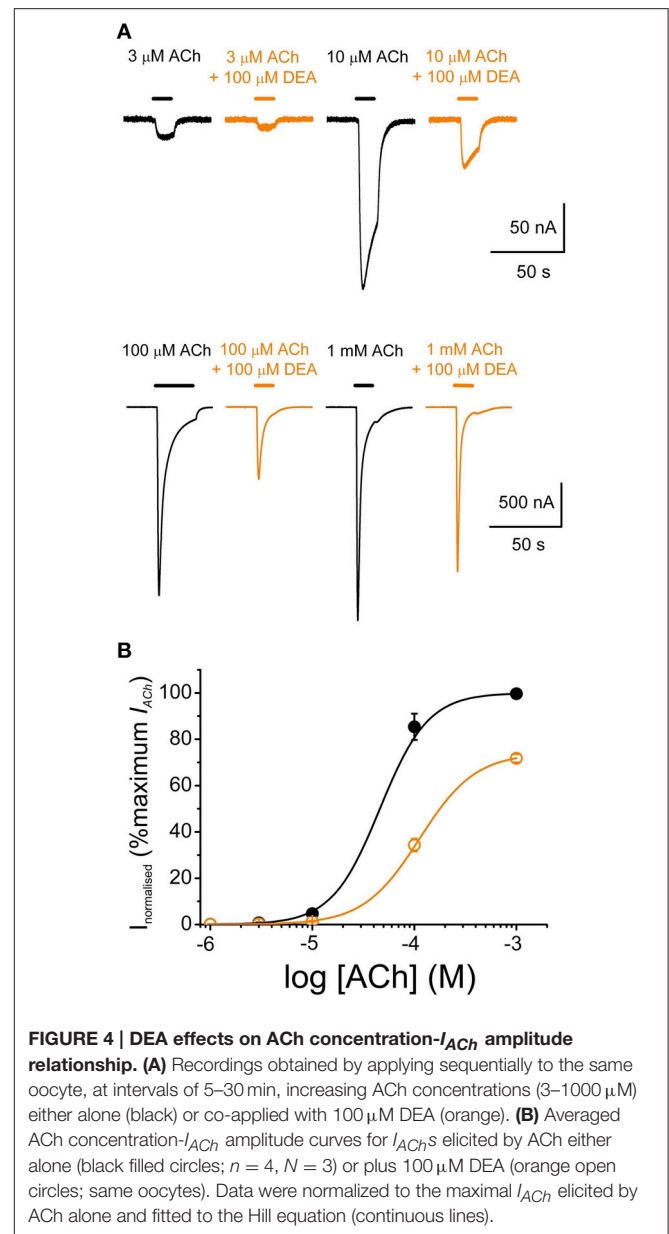 A
3 μM ACh
3 μM ACh
+ 100 μM DEA
10 μM ACh
10 μM ACh
+ 100 μM DEA
50 nA
50 s
100 μM ACh
100 μM ACh
+ 100 μM DEA
1 mM ACh
1 mM ACh
+ 100 μM DEA
500 nA
50 s
B
I normalised (%maximum I ACh)
100
80
60
40
20
0
-6
-5
-4
-3
log [ACh] (M)
FIGURE 4 | DEA effects on ACh concentration-IACh amplitude
relationship. (A) Recordings obtained by applying sequentially to the same
oocyte, at intervals of 5–30 min, increasing ACh concentrations (3–1000 μM)
either alone (black) or co-applied with 100 μM DEA (orange). (B) Averaged
ACh concentration-IACh amplitude curves for IAChs elicited by ACh either
alone (black filled circles; n = 4, N = 3) or plus 100 μM DEA (orange open
circles; same oocytes). Data were normalized to the maximal IACh elicited by
ACh alone and fitted to the Hill equation (continuous lines).